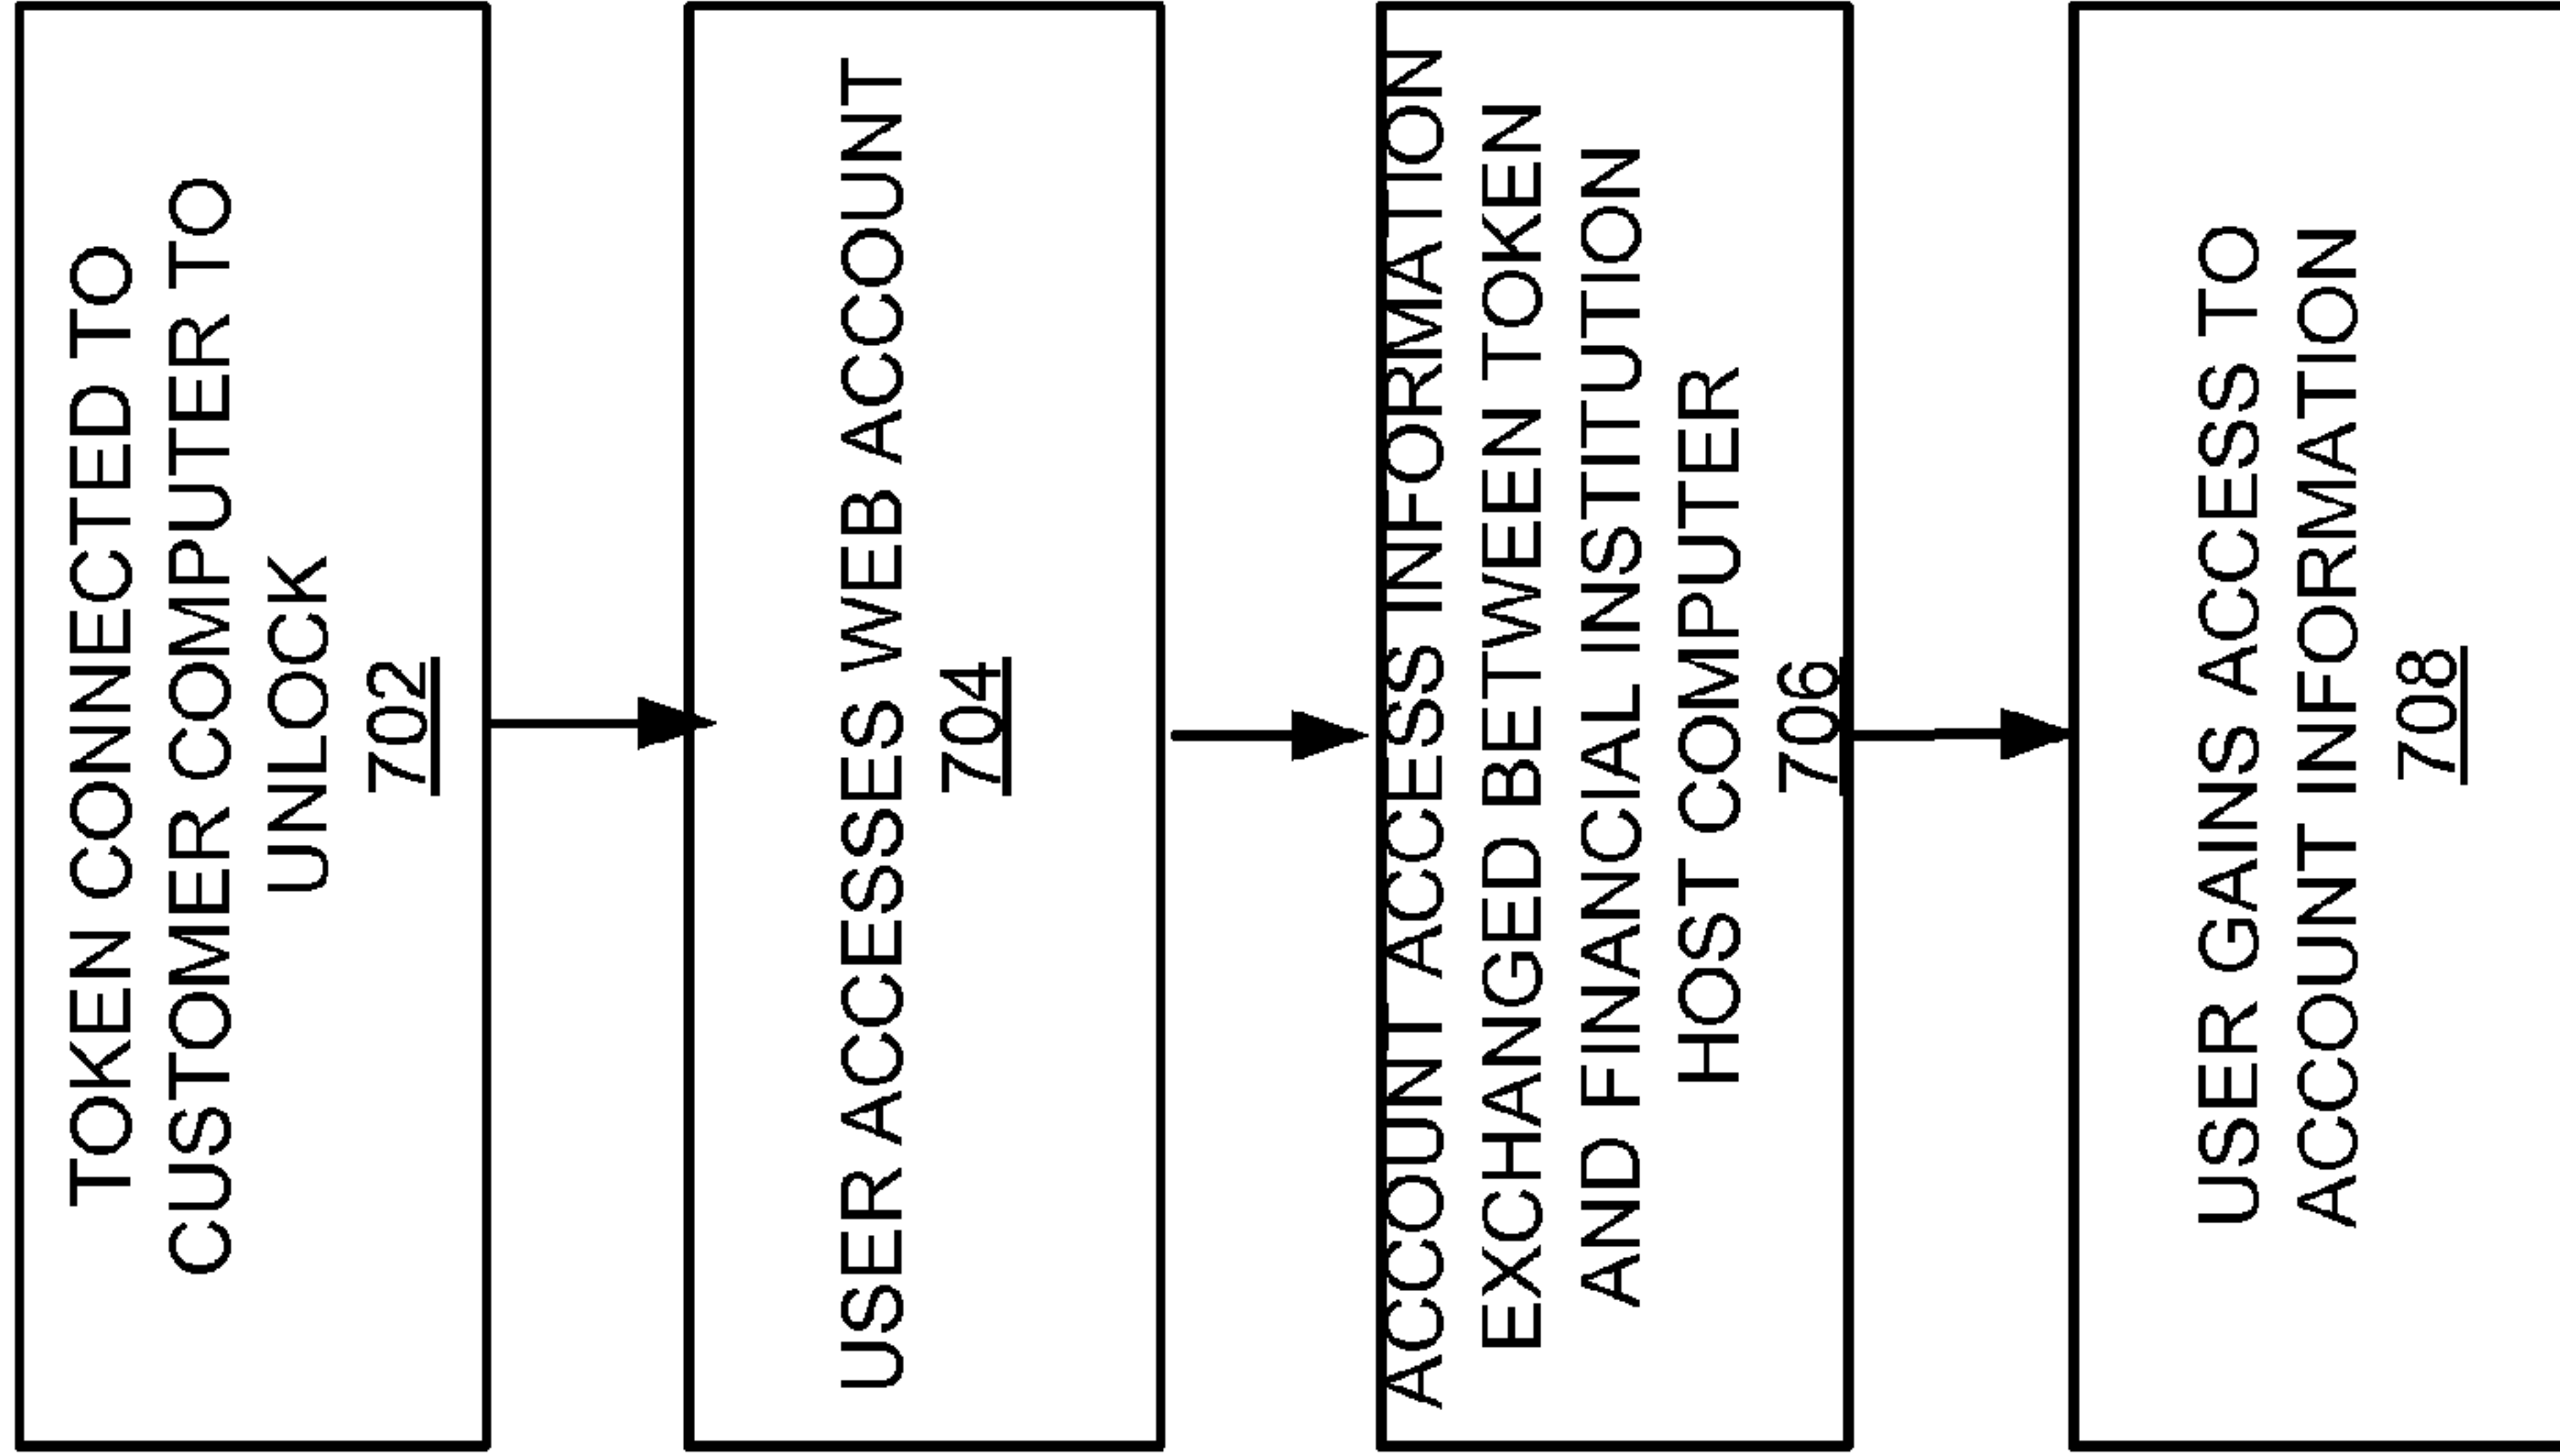 TOKEN CONNECTED TO
CUSTOMER COMPUTER TO
UNLOCK
702
USER ACCESSES WEB ACCOUNT
704
ACCOUNT ACCESS INFORMATION
EXCHANGED BETWEEN TOKEN
AND FINANCIAL INSTITUTION
HOST COMPUTER
706
USER GAINS ACCESS TO
ACCOUNT INFORMATION
708